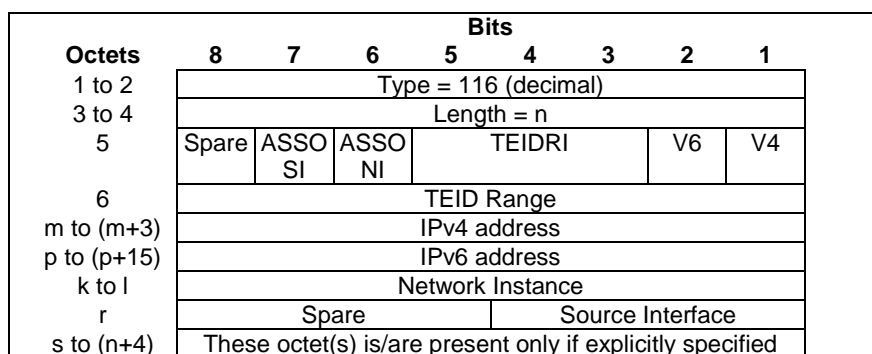 Bits
Octets 8 7 6 5 4 3 2 1
1 to 2 Type = 116 (decimal)
3 to 4 Length = n
5 Spare ASSO ASSO TEIDRI V6 V4
SI NI
6 TEID Range
m to (m+3) IPv4 address
p to (p+15) IPv6 address
k to l Network Instance
r Spare Source Interface
s to (n+4) These octet(s) is/are present only if explicitly specified